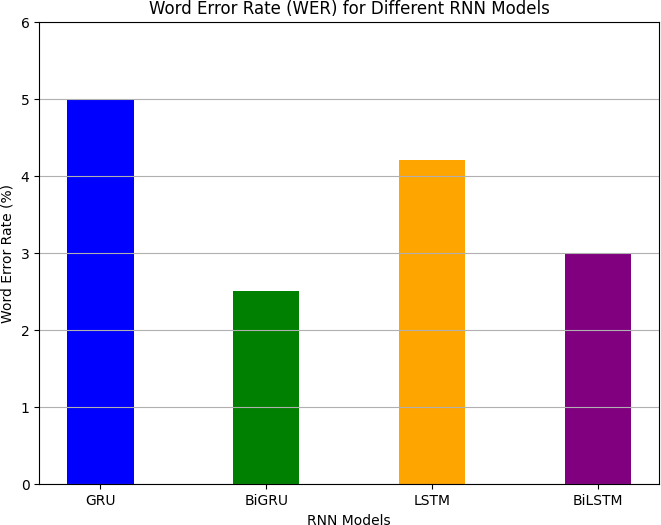 Word Error Rate (WER) for Different RNN Models
6
5
4
3
2
1
0
Word Error Rate (%)
GRU BiGRU LSTM BiLSTM
RNN Models